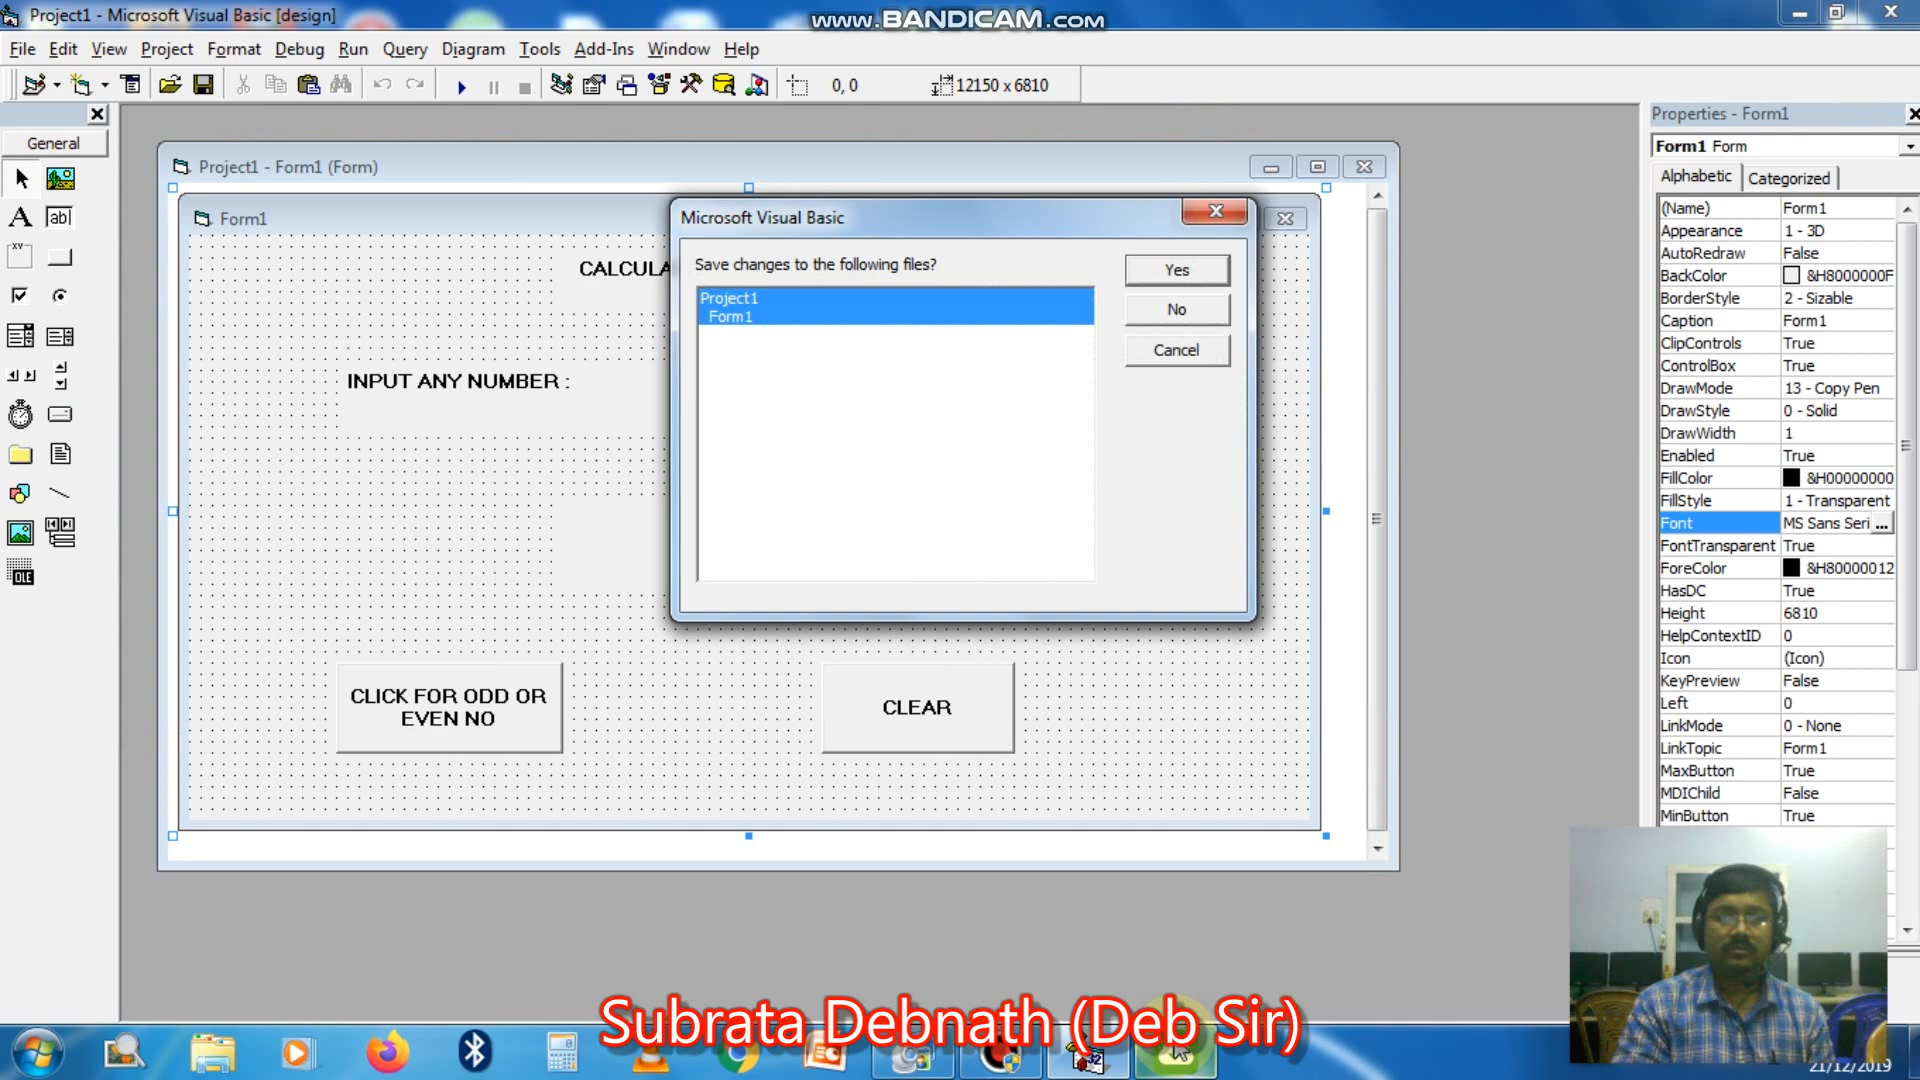 Project1 - Microsoft Visual Basic [design]
www.BANDICAM.com
File Edit View Project Format Debug Run Query Diagram Tools Add-Ins Window Help
0, 0
12150 x 6810
General
Project1 - Form1 (Form)
Form1
CALCULA
INPUT ANY NUMBER :
CLICK FOR ODD OR
EVEN NO
CLEAR
Microsoft Visual Basic
Save changes to the following files?
Project1
Form1
Yes
No
Cancel
Properties - Form1
Form1 Form
Alphabetic Categorized
(Name) Form1
Appearance 1 - 3D
AutoRedraw False
BackColor &H8000000F
BorderStyle 2 - Sizable
Caption Form1
ClipControls True
ControlBox True
DrawMode 13 - Copy Pen
DrawStyle 0 - Solid
DrawWidth 1
Enabled True
FillColor &H00000000
FillStyle 1 - Transparent
Font MS Sans Seri ...
FontTransparent True
ForeColor &H80000012
HasDC True
Height 6810
HelpContextID 0
Icon (Icon)
KeyPreview False
Left 0
LinkMode 0 - None
LinkTopic Form1
MaxButton True
MDIChild False
MinButton True
Subrata Debnath (Deb Sir)
21/12/2019